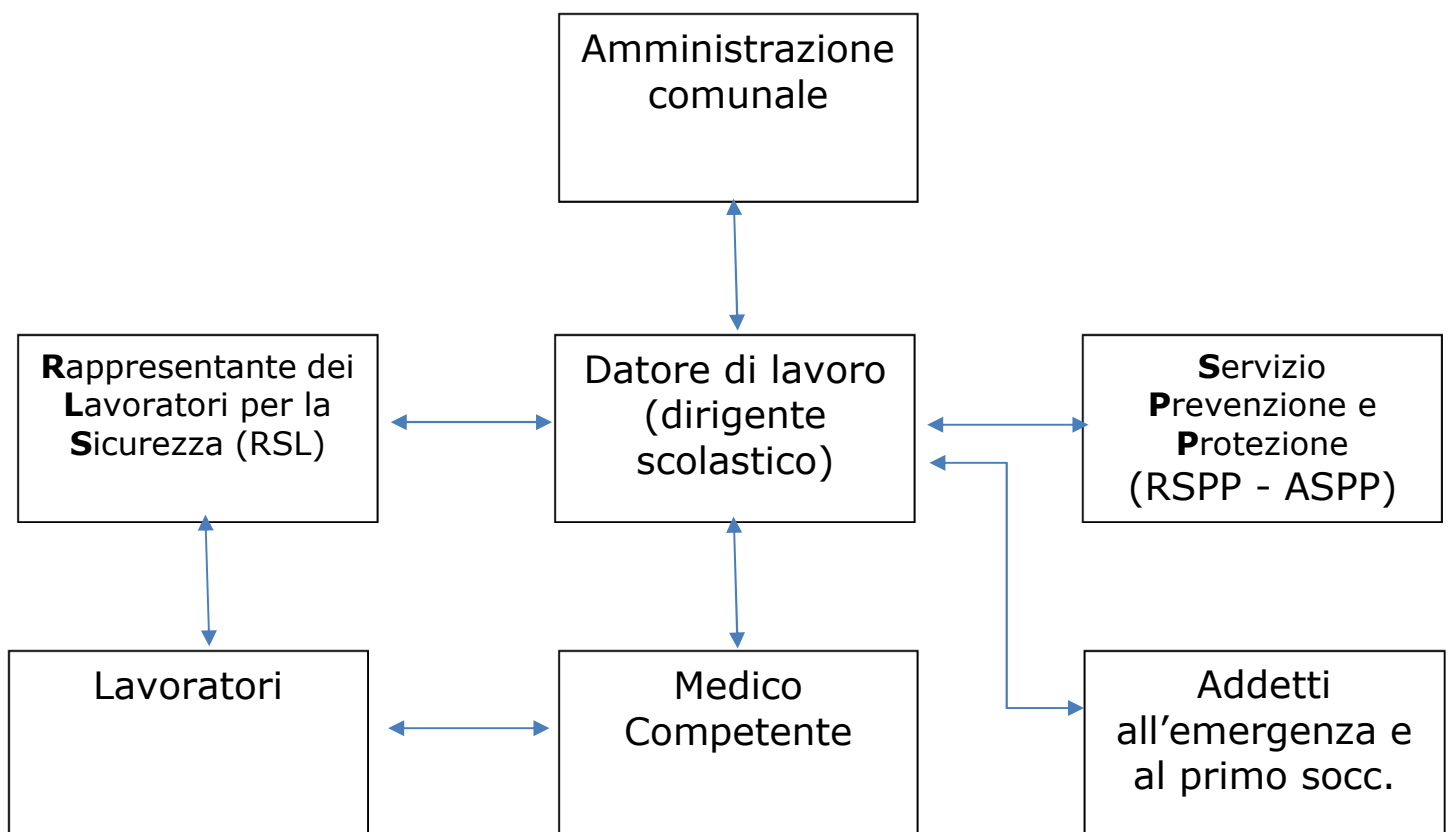 Amministrazione
comunale
Rappresentante dei
Lavoratori per la
Sicurezza (RSL)
Datore di lavoro
(dirigente
scolastico)
Servizio
Prevenzione e
Protezione
(RSPP - ASPP)
Lavoratori
Medico
Competente
Addetti
all’emergenza e
al primo socc.